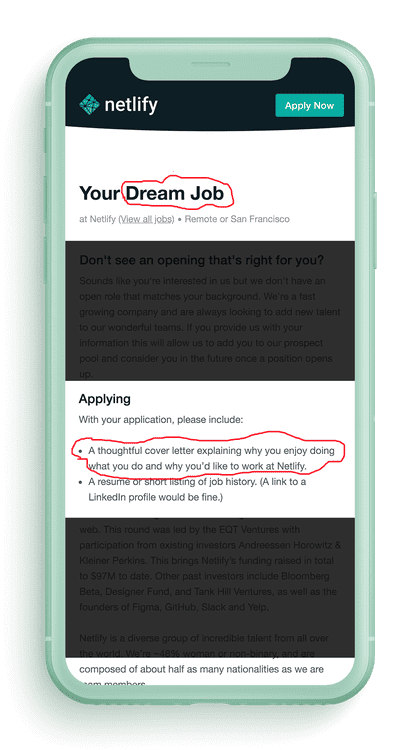 netlify
Apply Now
Your Dream Job
at Netlify (View all jobs) • Remote or San Francisco
Don't see an opening that's right for you?
Sounds like you're interested in us but we don't have an
open role that matches your background. We're a fast
growing company and are always looking to add new talent
to our wonderful teams. If you provide us with your
information this will allow us to add you to our prospect
pool and consider you in the future once a position opens
up.
Applying
With your application, please include:
• A thoughtful cover letter explaining why you enjoy doing
what you do and why you'd like to work at Netlify.
• A resume or short listing of job history. (A link to a
LinkedIn profile would be fine.)
web. This round was led by the EQT Ventures with
participation from existing investors Andreessen Horowitz &
Kleiner Perkins. This brings Netlify's funding raised in total
to $97M to date. Other past investors include Bloomberg
Beta, Designer Fund, and Tank Hill Ventures, as well as the
founders of Figma, GitHub, Slack and Yelp.
Netlify is a diverse group of incredible talent from all over
the world. We're ~48% woman or non-binary, and are
composed of about half as many nationalities as we are
team members.